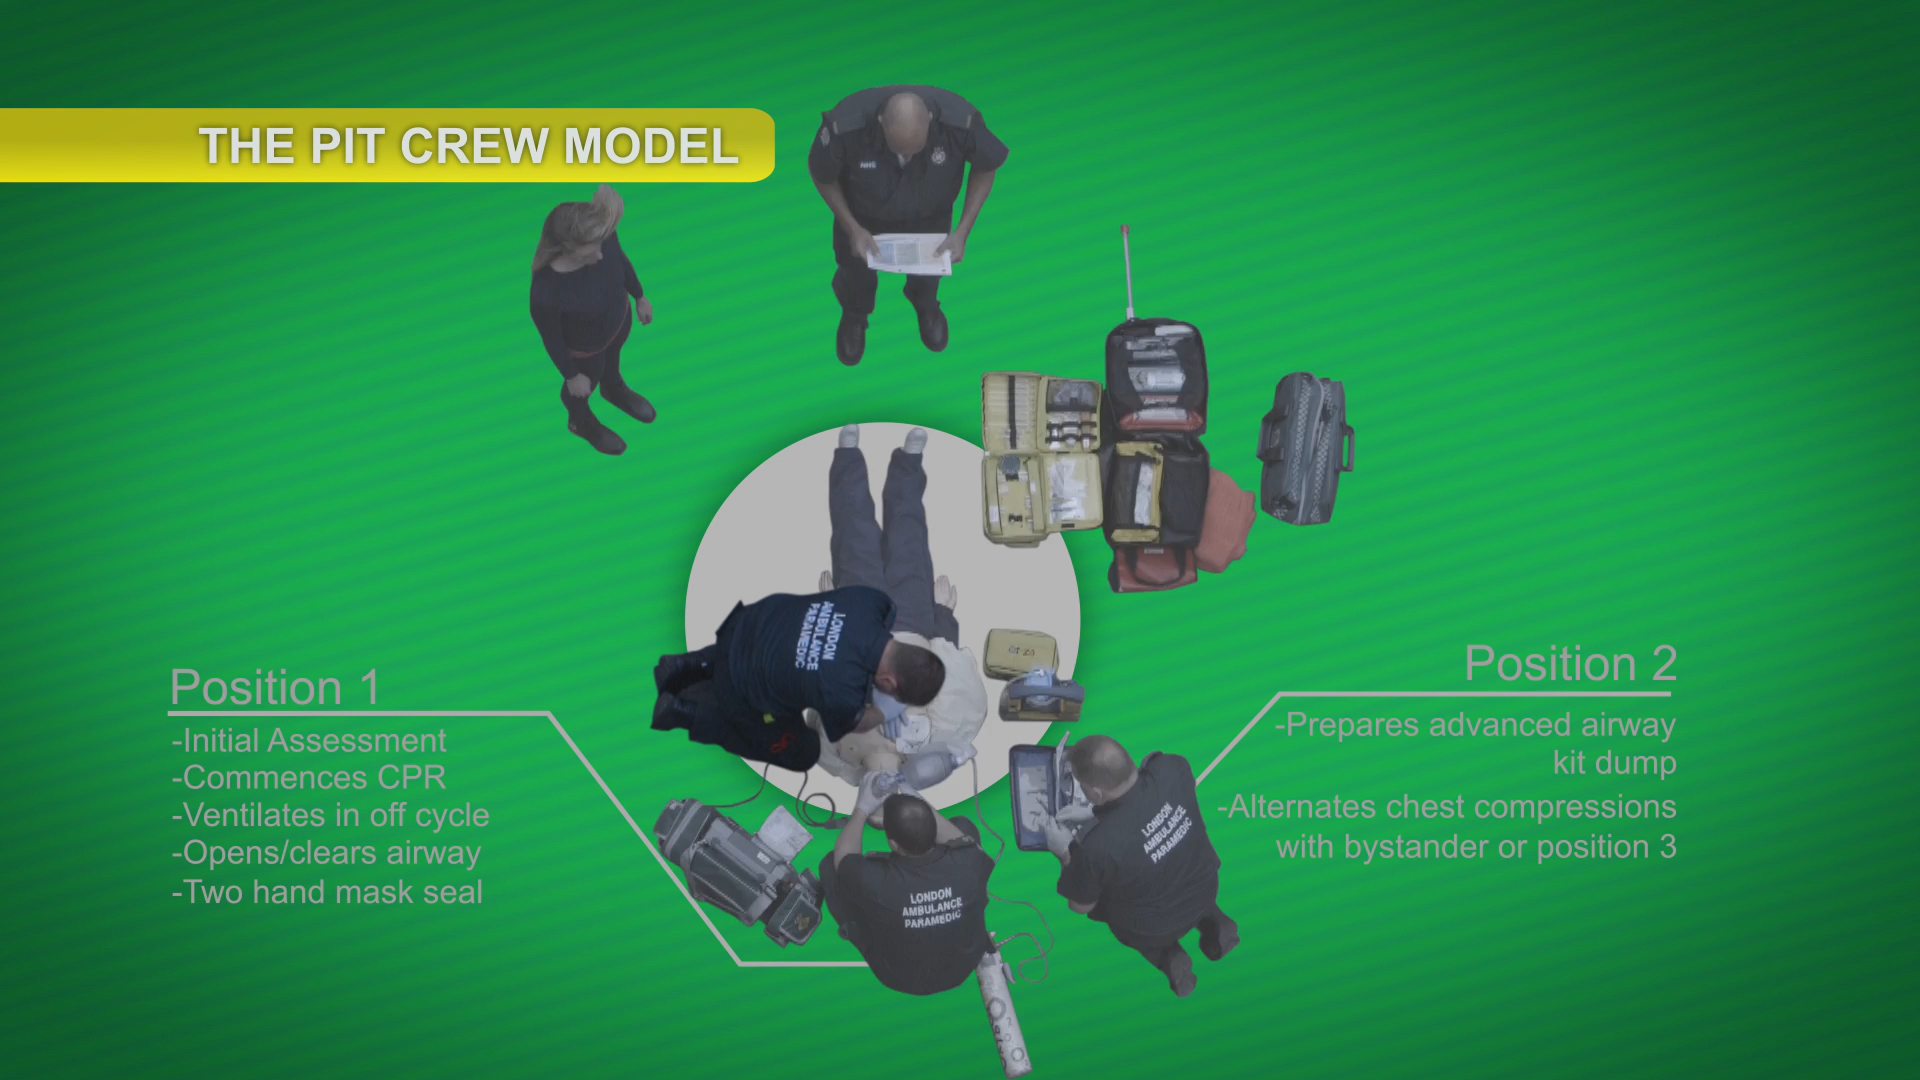 THE PIT CREW MODEL
NHS
LONDON
AMBULANCE
PARAMEDIC
Position 1
-Initial Assessment
-Commences CPR
-Ventilates in off cycle
-Opens/clears airway
-Two hand mask seal
Position 2
-Prepares advanced airway
kit dump
-Alternates chest compressions
with bystander or position 3
LONDON
AMBULANCE
PARAMEDIC
LONDON
AMBULANCE
PARAMEDIC